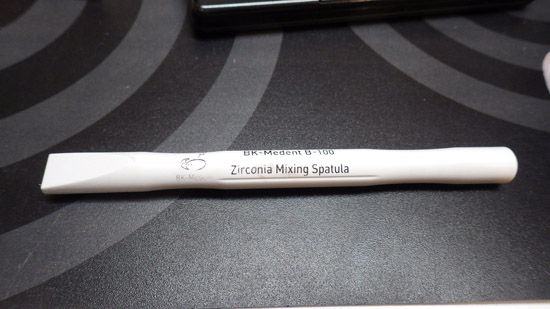 BK-Medent B-100
Zirconia Mixing Spatula